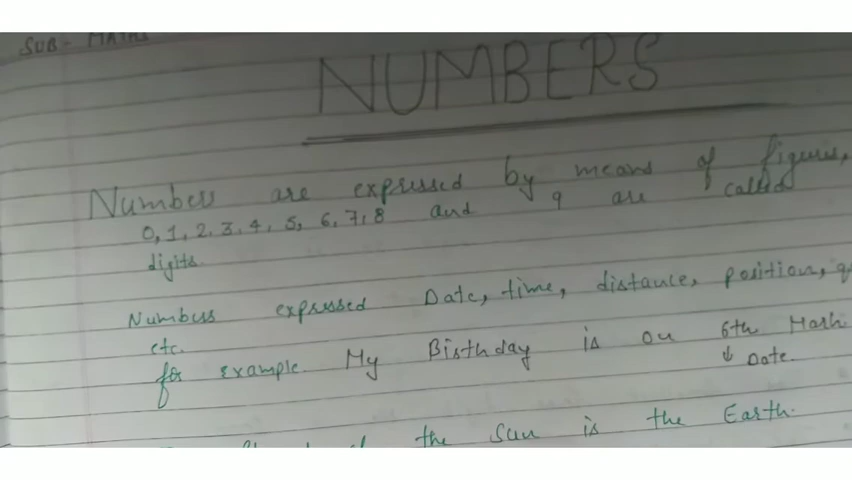 SUB- MATHS
NUMBERS
Numbers are expressed by means of figures,
0, 1, 2, 3, 4, 5, 6, 7, 8 and 9 are called
digits.
Numbers expressed Date, time, distance, position,
etc.
for example. My Birthday is on 6th Marh
↓ Date.
the Sun is the Earth.